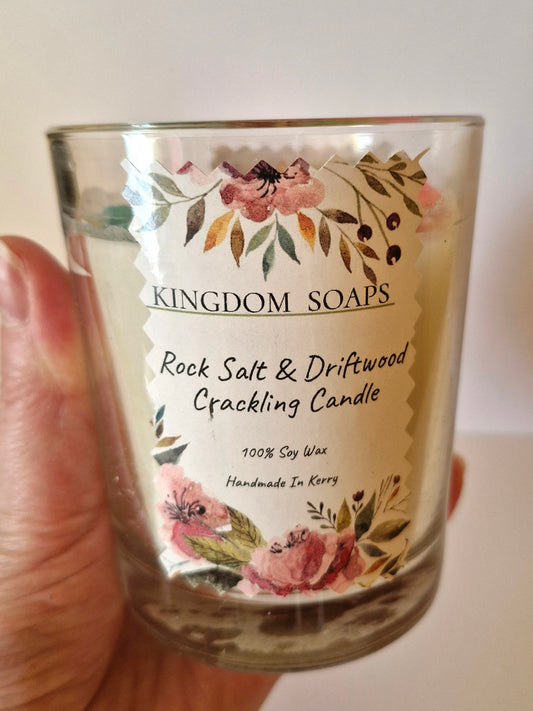 KINGDOM SOAPS
Rock Salt & Driftwood
Crackling Candle
100% Soy Wax
Handmade In Kerry